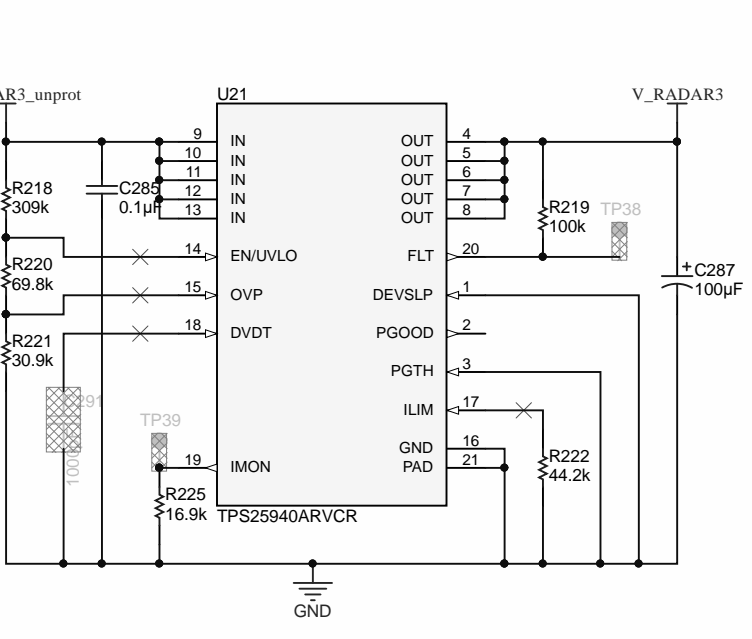 AR3_unprot
U21
V_RADAR3
9 IN
10 IN
11 IN
12 IN
13 IN
OUT 4
OUT 5
OUT 6
OUT 7
OUT 8
R218
309k
C285
0.1µF
R219
100k
TP38
14 EN/UVLO
FLT 20
R220
69.8k
C287
100µF
+
15 OVP
DEVSLP 1
18 DVDT
PGOOD 2
R221
30.9k
PGTH 3
291
1000
TP39
ILIM 17
GND 16
PAD 21
R222
44.2k
19 IMON
R225
16.9k
TPS25940ARVCR
GND